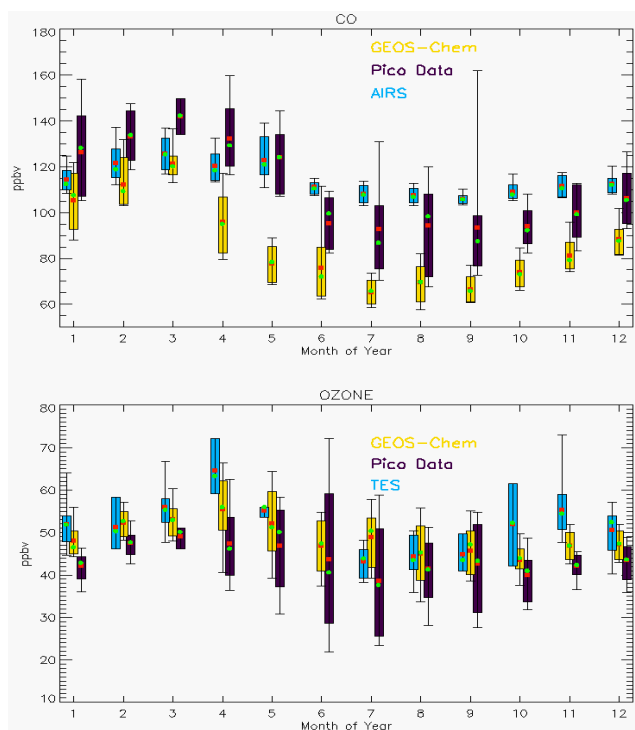 CO
180
160
140
120
100
80
60
ppbv
GEOS-Chem
Pico Data
AIRS
1 2 3 4 5 6 7 8 9 10 11 12
Month of Year
OZONE
80
70
60
50
40
30
20
10
ppbv
GEOS-Chem
Pico Data
TES
1 2 3 4 5 6 7 8 9 10 11 12
Month of Year